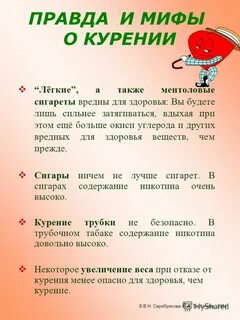 ПРАВДА И МИФЫ
О КУРЕНИИ
“Лёгкие”, а также ментоловые
сигареты вредны для здоровья: Вы будете
лишь сильнее затягиваться, вдыхая при
этом ещё больше окиси углерода и других
вредных для здоровья веществ, чем
прежде.
Сигары ничем не лучше сигарет. В
сигарах содержание никотина очень
высоко.
Курение трубки не безопасно. В
трубочном табаке содержание никотина
довольно высоко.
Некоторое увеличение веса при отказе от
курения менее опасно для здоровья, чем
курение.
©В.Н. Серебрякова
MyShared